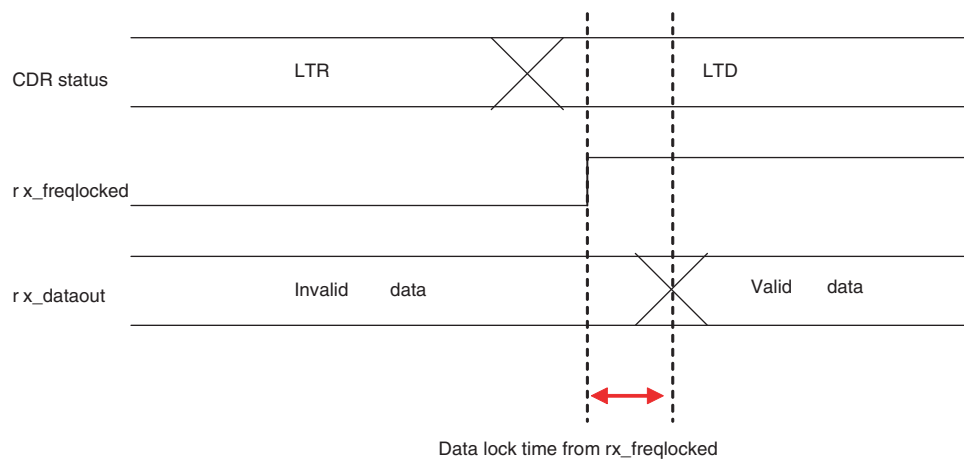 CDR status
LTR
LTD
r x_freqlocked
r x_dataout
Invalid data
Valid data
Data lock time from rx_freqlocked